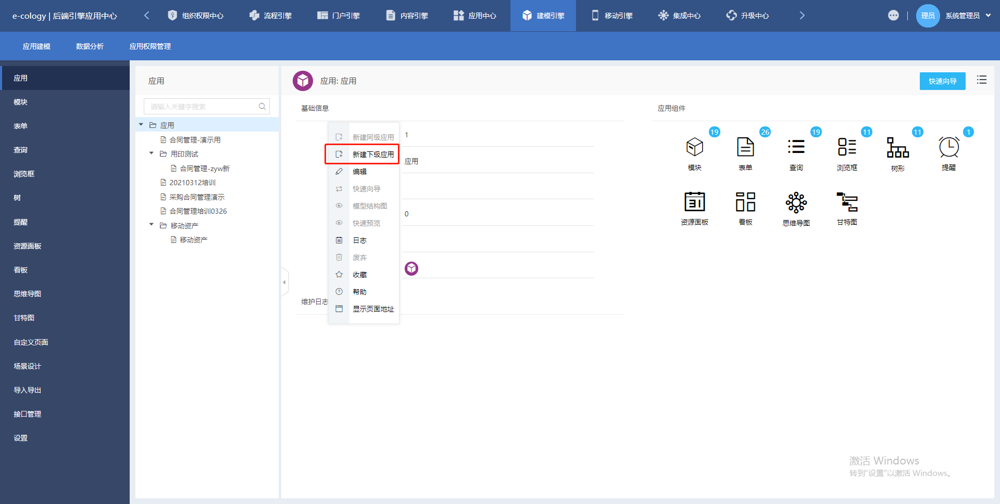 e-cology | 后端引擎应用中心
组织权限中心
流程引擎
门户引擎
内容引擎
应用中心
建模引擎
移动引擎
集成中心
升级中心
理员
系统管理员
应用建模
数据分析
应用权限管理
应用
模块
表单
查询
浏览框
树
提醒
资源面板
看板
思维导图
甘特图
自定义页面
场景设计
导入导出
接口管理
设置
应用
请输入关键字搜索
应用
合同管理-演示用
用印测试
合同管理-zyw新
20210312培训
采购合同管理演示
合同管理培训0326
移动资产
移动资产
应用: 应用
快速向导
基础信息
1
应用
0
维护日志
新建同级应用
新建下级应用
编辑
快速向导
模型结构图
快速预览
日志
废弃
收藏
帮助
显示页面地址
应用组件
19
模块
26
表单
19
查询
11
浏览框
11
树形
1
提醒
31
资源面板
看板
思维导图
甘特图
激活 Windows
转到"设置"以激活 Windows。